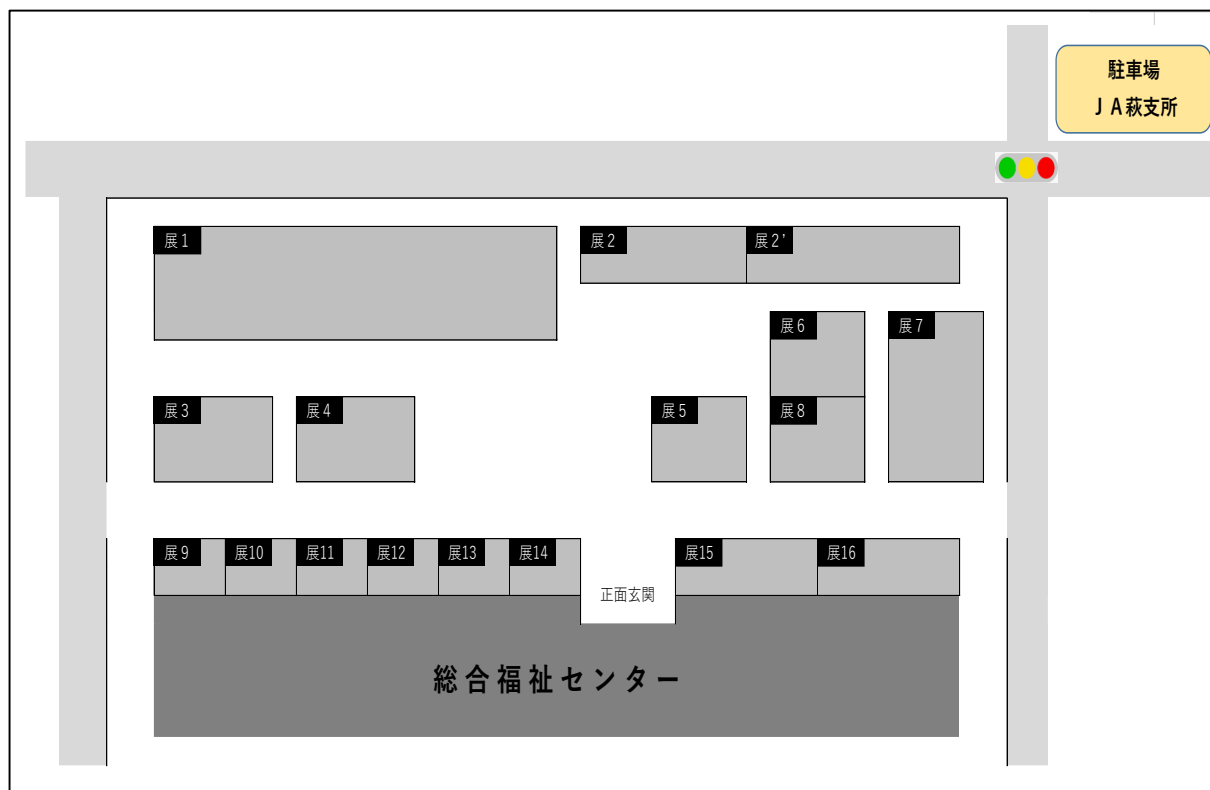 駐車場
ＪＡ萩支所
展１
展２
展２’
展６
展７
展３
展４
展５
展８
展９
展10
展11
展12
展13
展14
展15
展16
正面玄関
総合福祉センター